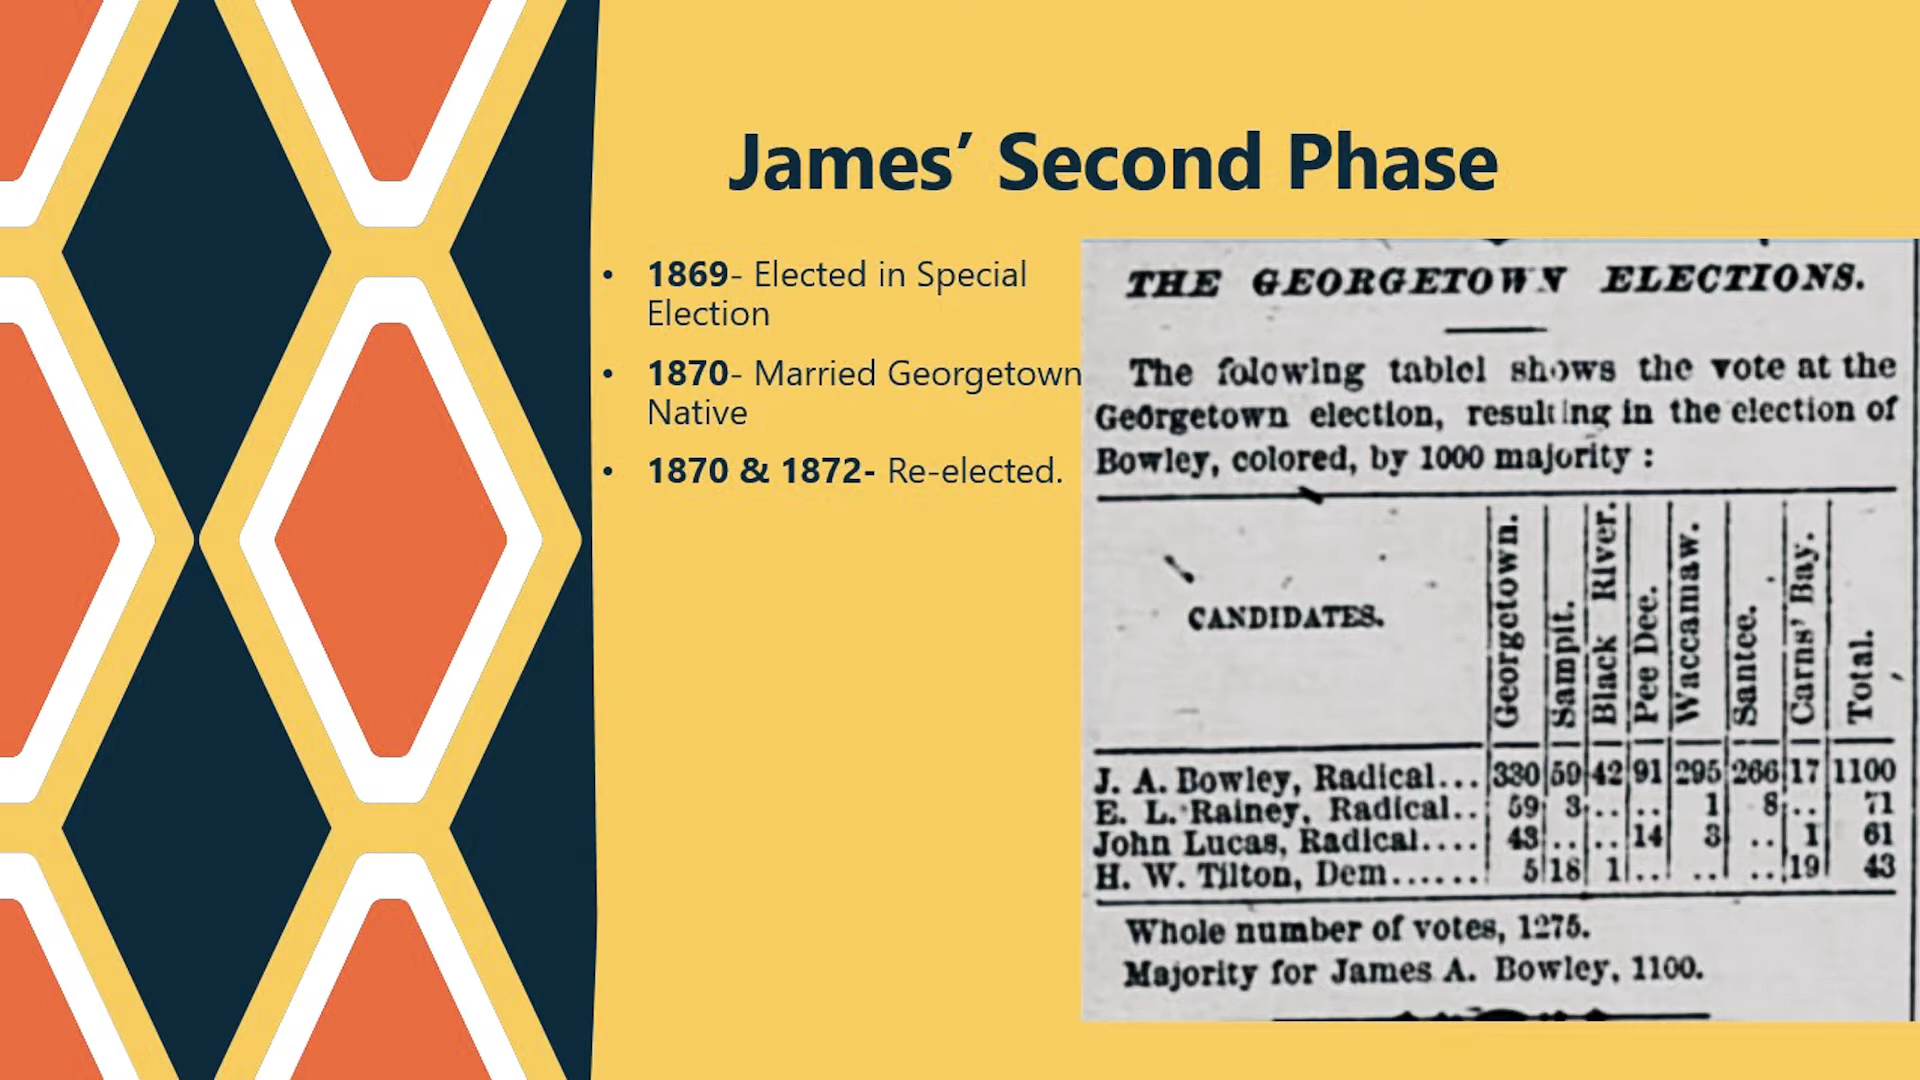 James’ Second Phase
• 1869- Elected in Special
Election
• 1870- Married Georgetown
Native
• 1870 & 1872- Re-elected.
THE GEORGETOWN ELECTIONS.
The folowing tablel shows the vote at the
Georgetown election, resulting in the election of
Bowley, colored, by 1000 majority :
CANDIDATES. Georgetown. Sampit. Black River. Pee Dee. Waccamaw. Santee. Carns' Bay. Total.
J. A. Bowley, Radical... 330 59 42 91 295 266 17 1100
E. L. Rainey, Radical.. 59 3 .. .. 1 8 .. 71
John Lucas, Radical.... 43 .. .. 14 3 .. 1 61
H. W. Tilton, Dem...... 5 18 1 .. .. .. 19 43
Whole number of votes, 1275.
Majority for James A. Bowley, 1100.